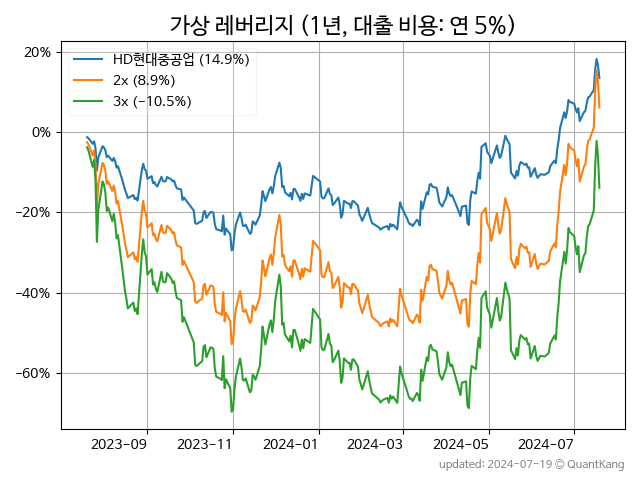 가상 레버리지 (1년, 대출 비용: 연 5%)
HD현대중공업 (14.9%)
2x (8.9%)
3x (−10.5%)
20%
0%
−20%
−40%
−60%
2023-09 2023-11 2024-01 2024-03 2024-05 2024-07
updated: 2024-07-19 © QuantKang